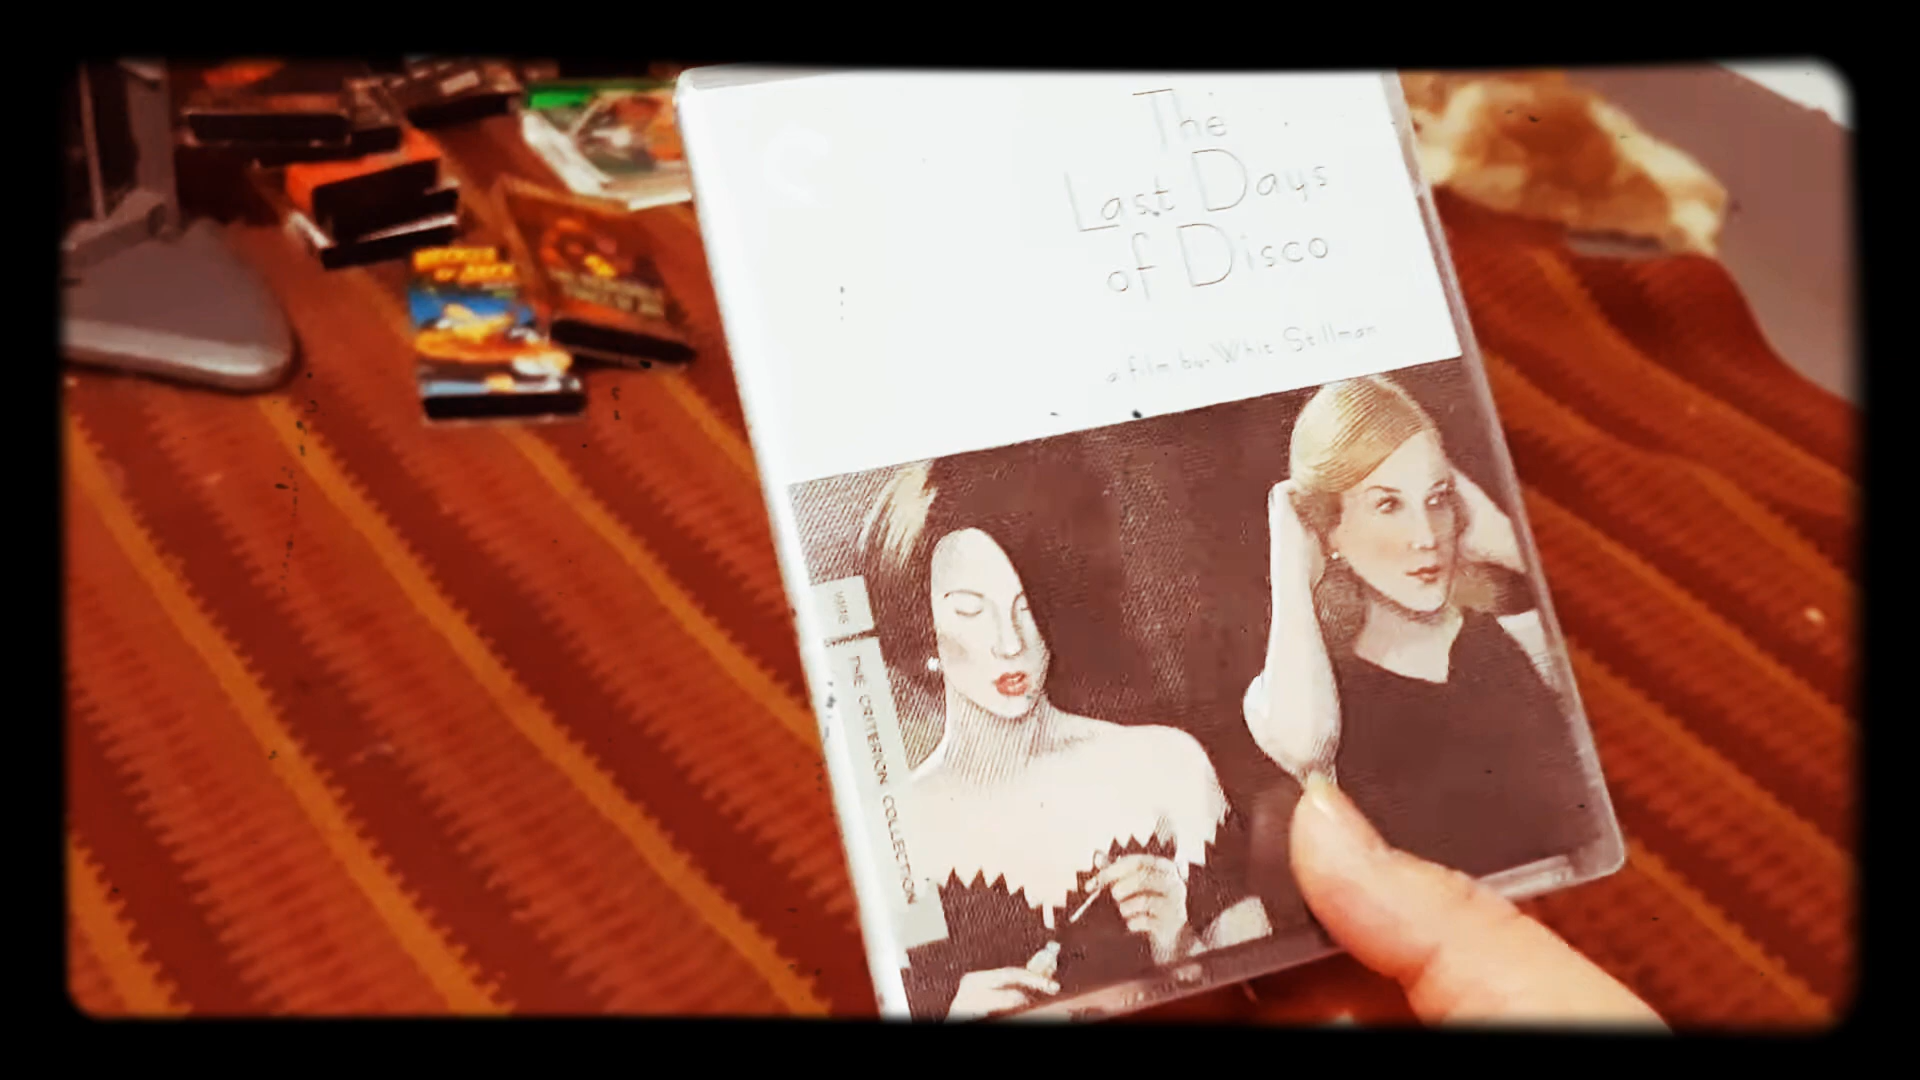 The
Last Days
of Disco
a film by Whit Stillman
THE CRITERION COLLECTION